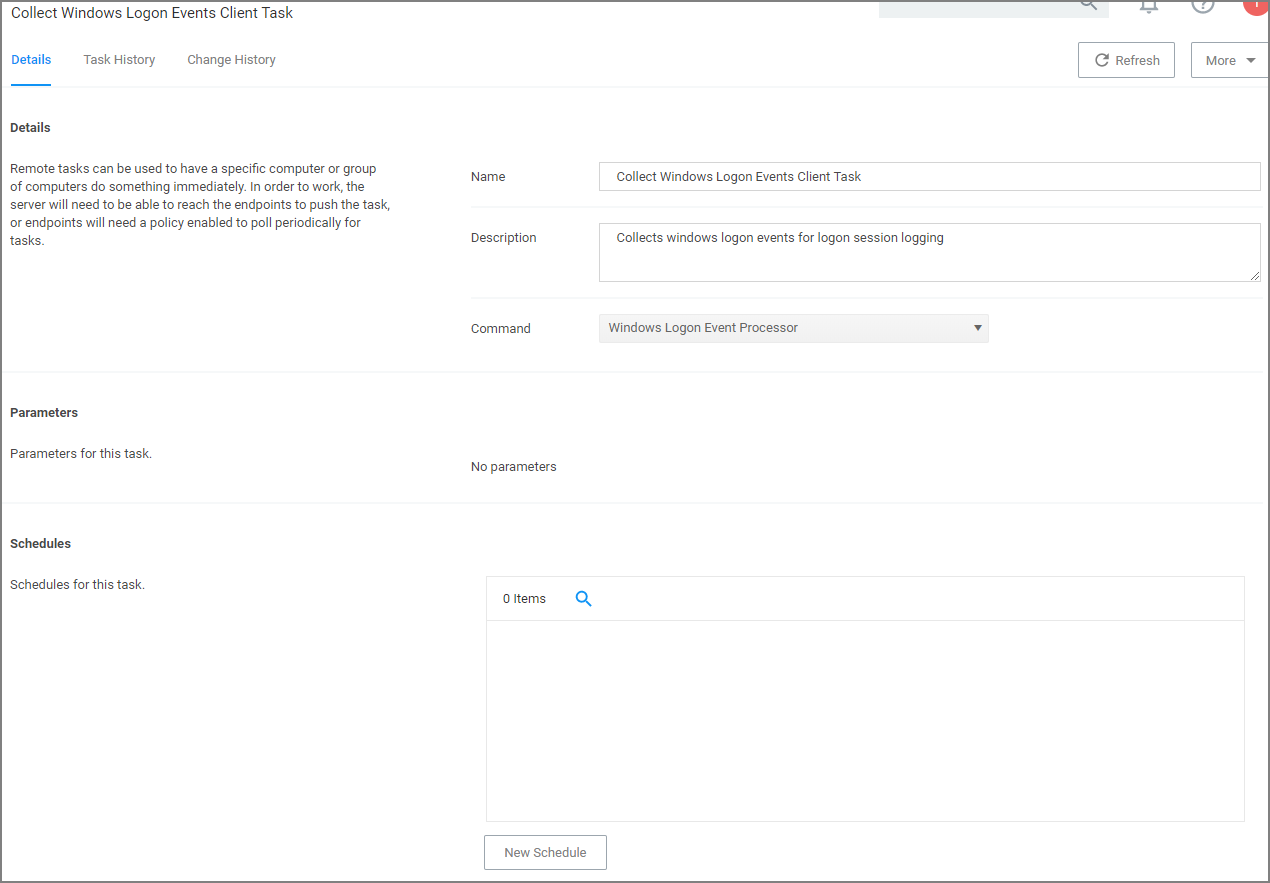 Collect Windows Logon Events Client Task
Details
Task History
Change History
Refresh
More
Details
Remote tasks can be used to have a specific computer or group
of computers do something immediately. In order to work, the
server will need to be able to reach the endpoints to push the task,
or endpoints will need a policy enabled to poll periodically for
tasks.
Name
Collect Windows Logon Events Client Task
Description
Collects windows logon events for logon session logging
Command
Windows Logon Event Processor
Parameters
Parameters for this task.
No parameters
Schedules
Schedules for this task.
0 Items
New Schedule